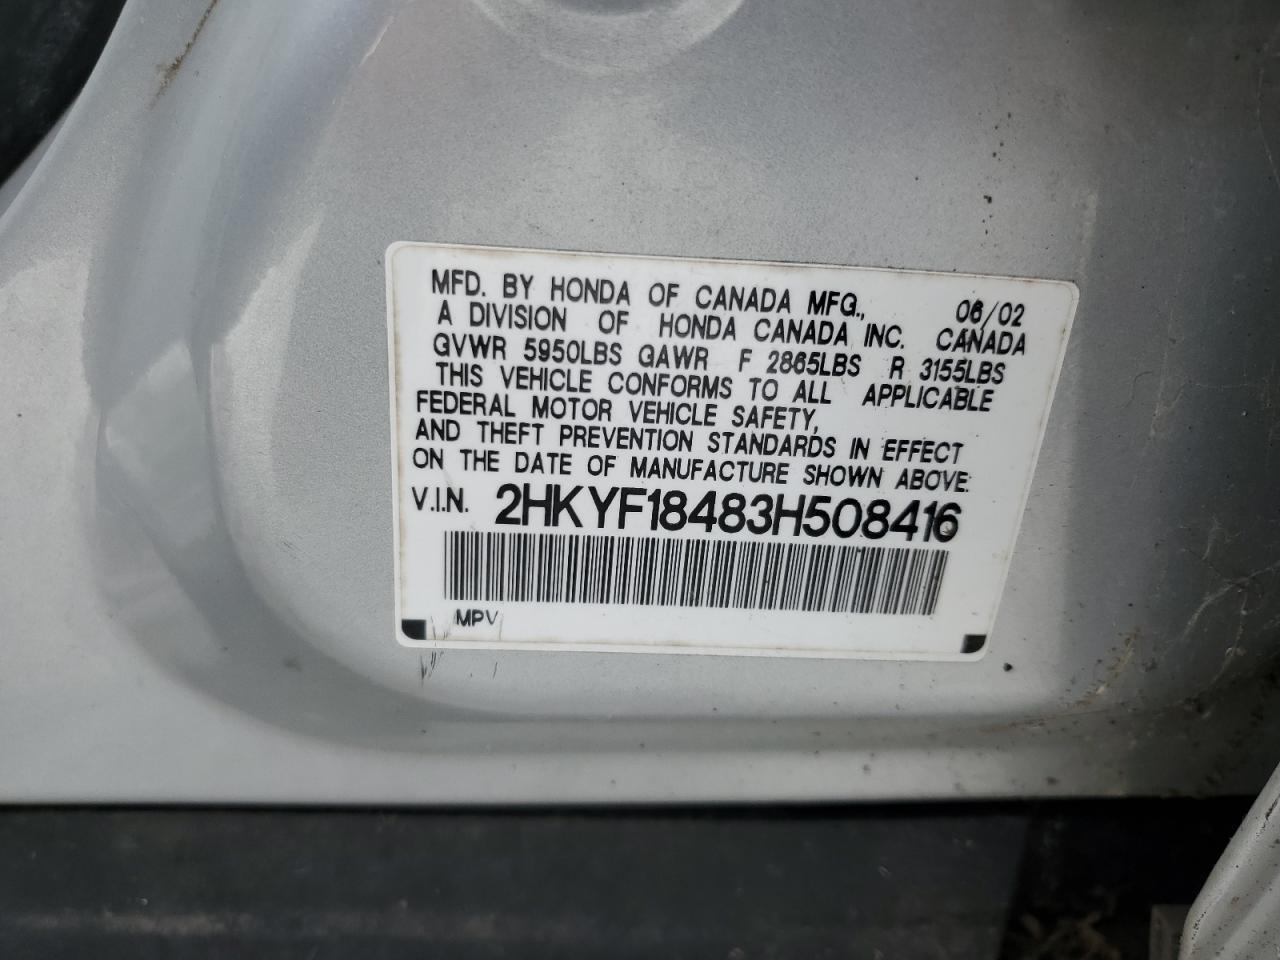 MFD. BY HONDA OF CANADA MFG., 06/02
A DIVISION OF HONDA CANADA INC. CANADA
GVWR 5950LBS GAWR F 2865LBS R 3155LBS
THIS VEHICLE CONFORMS TO ALL APPLICABLE
FEDERAL MOTOR VEHICLE SAFETY,
AND THEFT PREVENTION STANDARDS IN EFFECT
ON THE DATE OF MANUFACTURE SHOWN ABOVE.
V.I.N. 2HKYF18483H508416
MPV